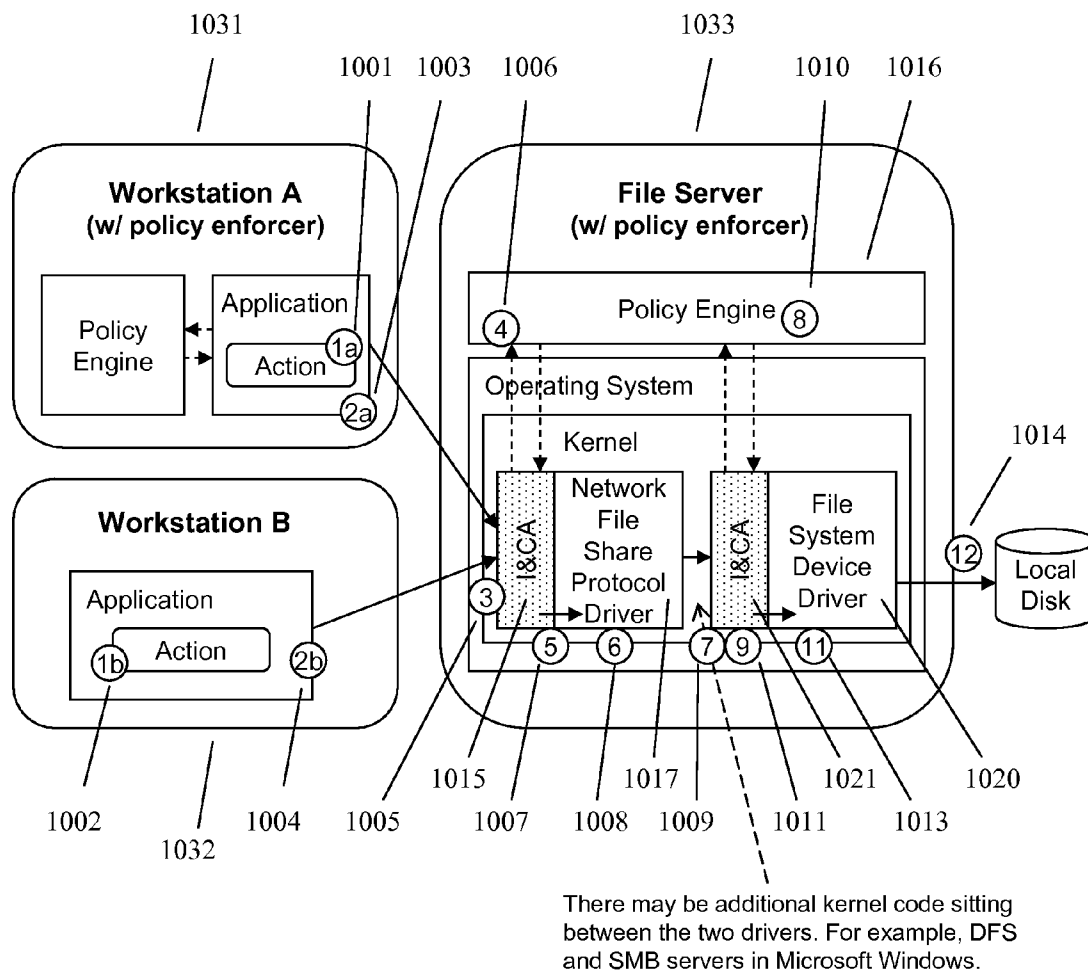 1031
1033
1001
1003
1006
1010
1016
Workstation A
(w/ policy enforcer)
Policy
Engine
Application
Action
1a
2a
File Server
(w/ policy enforcer)
4
Policy Engine
8
Operating System
Kernel
I&CA
Network
File
Share
Protocol
Driver
I&CA
File
System
Device
Driver
3
5
6
7
9
11
1014
12
Local
Disk
Workstation B
Application
Action
1b
2b
1015
1017
1021
1020
1002
1004
1005
1007
1008
1009
1011
1013
1032
There may be additional kernel code sitting
between the two drivers. For example, DFS
and SMB servers in Microsoft Windows.